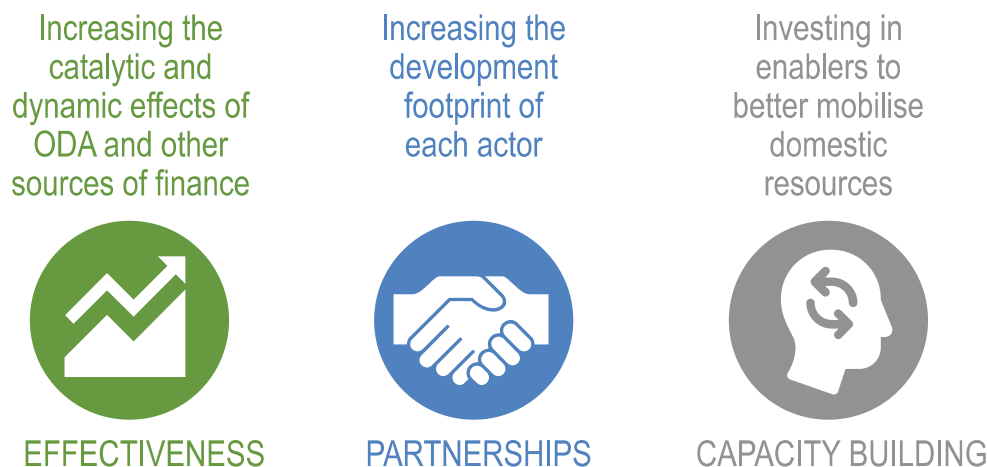 Increasing the
catalytic and
dynamic effects of
ODA and other
sources of finance
EFFECTIVENESS
Increasing the
development
footprint of
each actor
PARTNERSHIPS
Investing in
enablers to
better mobilise
domestic
resources
CAPACITY BUILDING